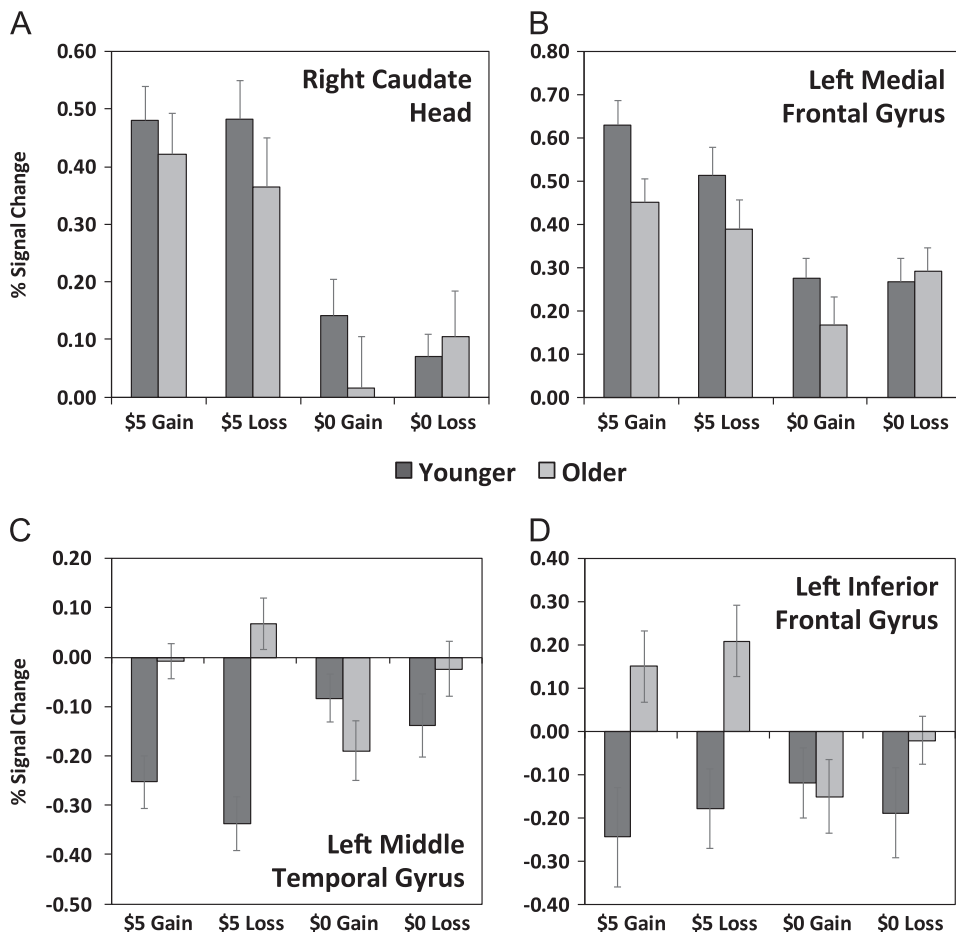 A
B
0.60
0.50
0.40
0.30
0.20
0.10
0.00
% Signal Change
Right Caudate
Head
$5 Gain $5 Loss $0 Gain $0 Loss
0.80
0.70
0.60
0.50
0.40
0.30
0.20
0.10
0.00
Left Medial
Frontal Gyrus
$5 Gain $5 Loss $0 Gain $0 Loss
Younger Older
C
D
0.20
0.10
0.00
-0.10
-0.20
-0.30
-0.40
-0.50
% Signal Change
Left Middle
Temporal Gyrus
$5 Gain $5 Loss $0 Gain $0 Loss
0.40
0.30
0.20
0.10
0.00
-0.10
-0.20
-0.30
-0.40
Left Inferior
Frontal Gyrus
$5 Gain $5 Loss $0 Gain $0 Loss